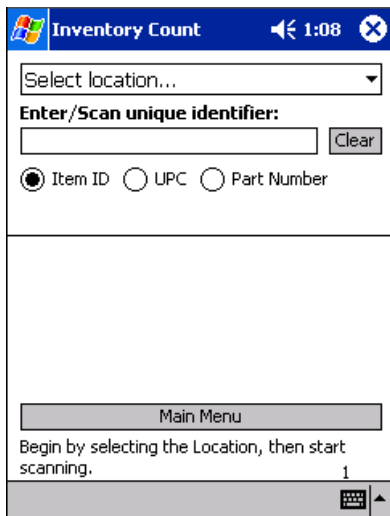 Inventory Count 1:08
Select location...
Enter/Scan unique identifier:
Clear
Item ID UPC Part Number
Main Menu
Begin by selecting the Location, then start
scanning.
1